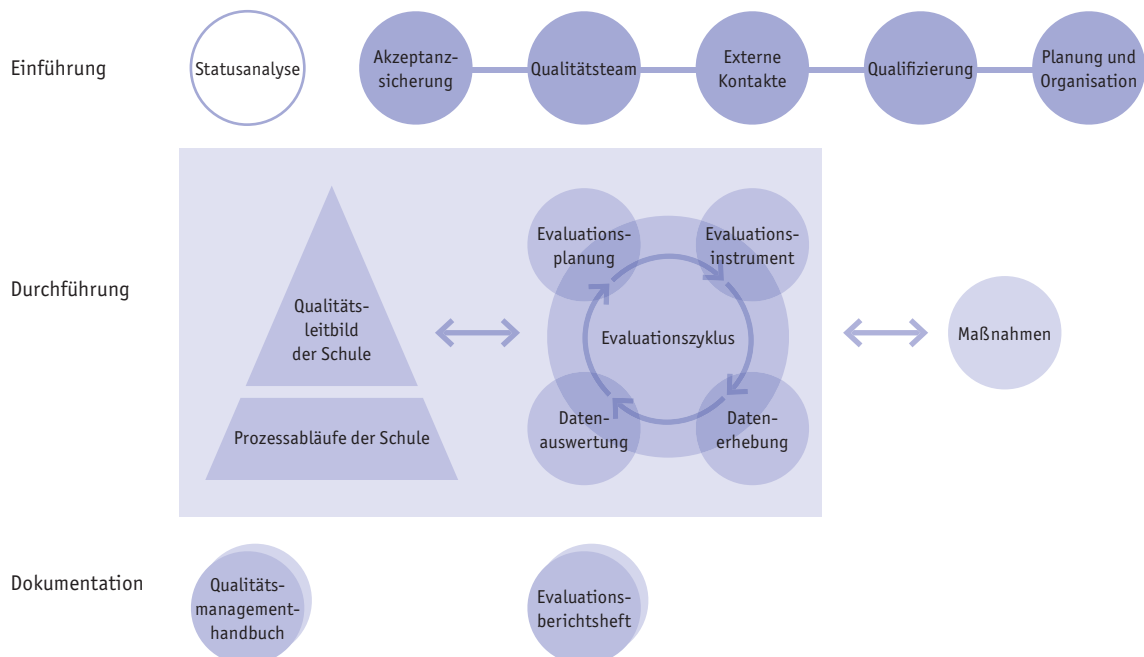 Einführung
Statusanalyse
Akzeptanz-
sicherung
Qualitätsteam
Externe
Kontakte
Qualifizierung
Planung und
Organisation
Durchführung
Qualitäts-
leitbild
der Schule
Prozessabläufe der Schule
Evaluations-
planung
Evaluations-
instrument
Evaluationszyklus
Daten-
auswertung
Daten-
erhebung
Maßnahmen
Dokumentation
Qualitäts-
management-
handbuch
Evaluations-
berichtsheft